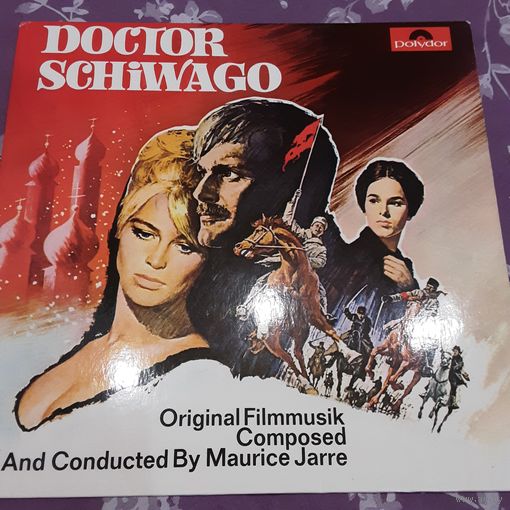 DOCTOR
SCHiWAGO
Polydor
Original Filmmusik
Composed
And Conducted By Maurice Jarre